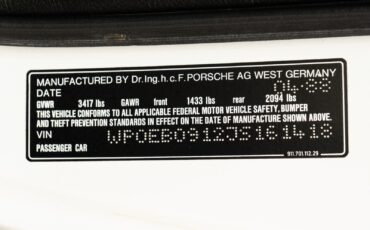 MANUFACTURED BY Dr.Ing.h.c.F.PORSCHE AG WEST GERMANY
DATE 04-88
GVWR 3417 lbs GAWR front 1433 lbs rear 2094 lbs
THIS VEHICLE CONFORMS TO ALL APPLICABLE FEDERAL MOTOR VEHICLE SAFETY, BUMPER
AND THEFT PREVENTION STANDARDS IN EFFECT ON THE DATE OF MANUFACTURE SHOWN ABOVE.
VIN WP0EB0912JS161418
PASSENGER CAR 911.701.112.29